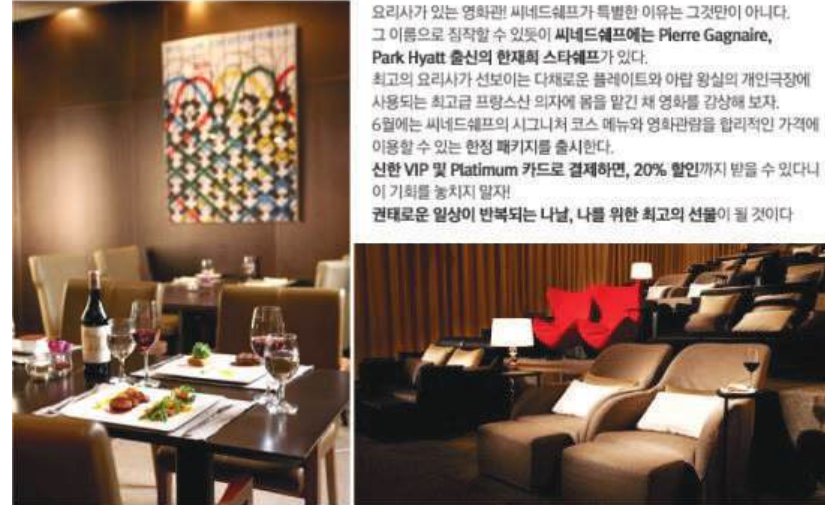 요리사가 있는 영화관! 씨네드쉐프가 특별한 이유는 그것만이 아니다.
그 이름으로 짐작할 수 있듯이 씨네드쉐프에는 Pierre Gagnaire,
Park Hyatt 출신의 한재희 스타쉐프가 있다.
최고의 요리사가 선보이는 다채로운 플레이트와 아랍 왕실의 개인극장에
사용되는 최고급 프랑스산 의자에 몸을 맡긴 채 영화를 감상해 보자.
6월에는 씨네드쉐프의 시그니처 코스 메뉴와 영화관람을 합리적인 가격에
이용할 수 있는 한정 패키지를 출시한다.
신한 VIP 및 Platimum 카드로 결제하면, 20% 할인까지 받을 수 있다니
이 기회를 놓치지 말자!
권태로운 일상이 반복되는 나날, 나를 위한 최고의 선물이 될 것이다